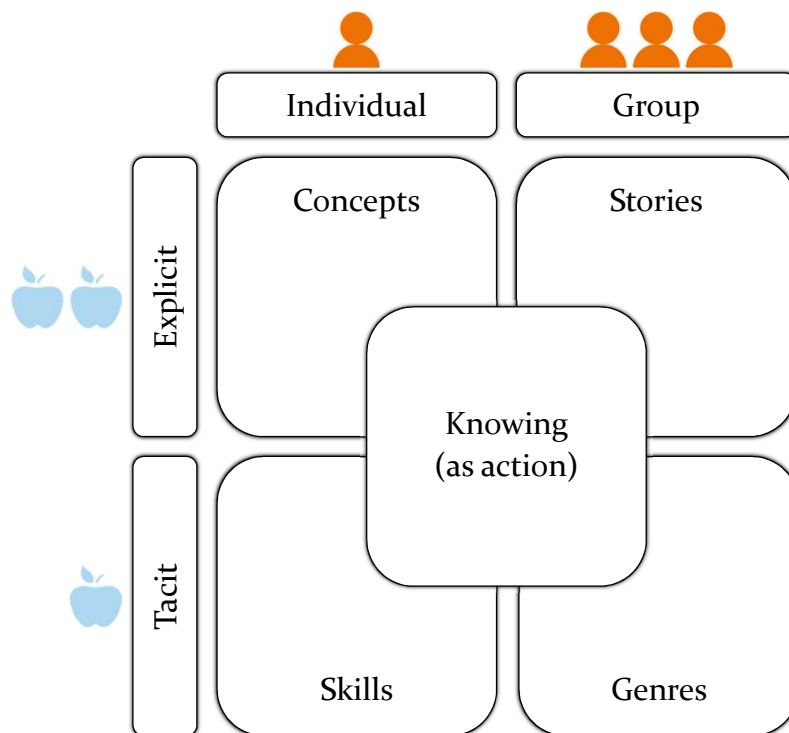 Individual
Group
Explicit
Concepts
Stories
Knowing
(as action)
Tacit
Skills
Genres